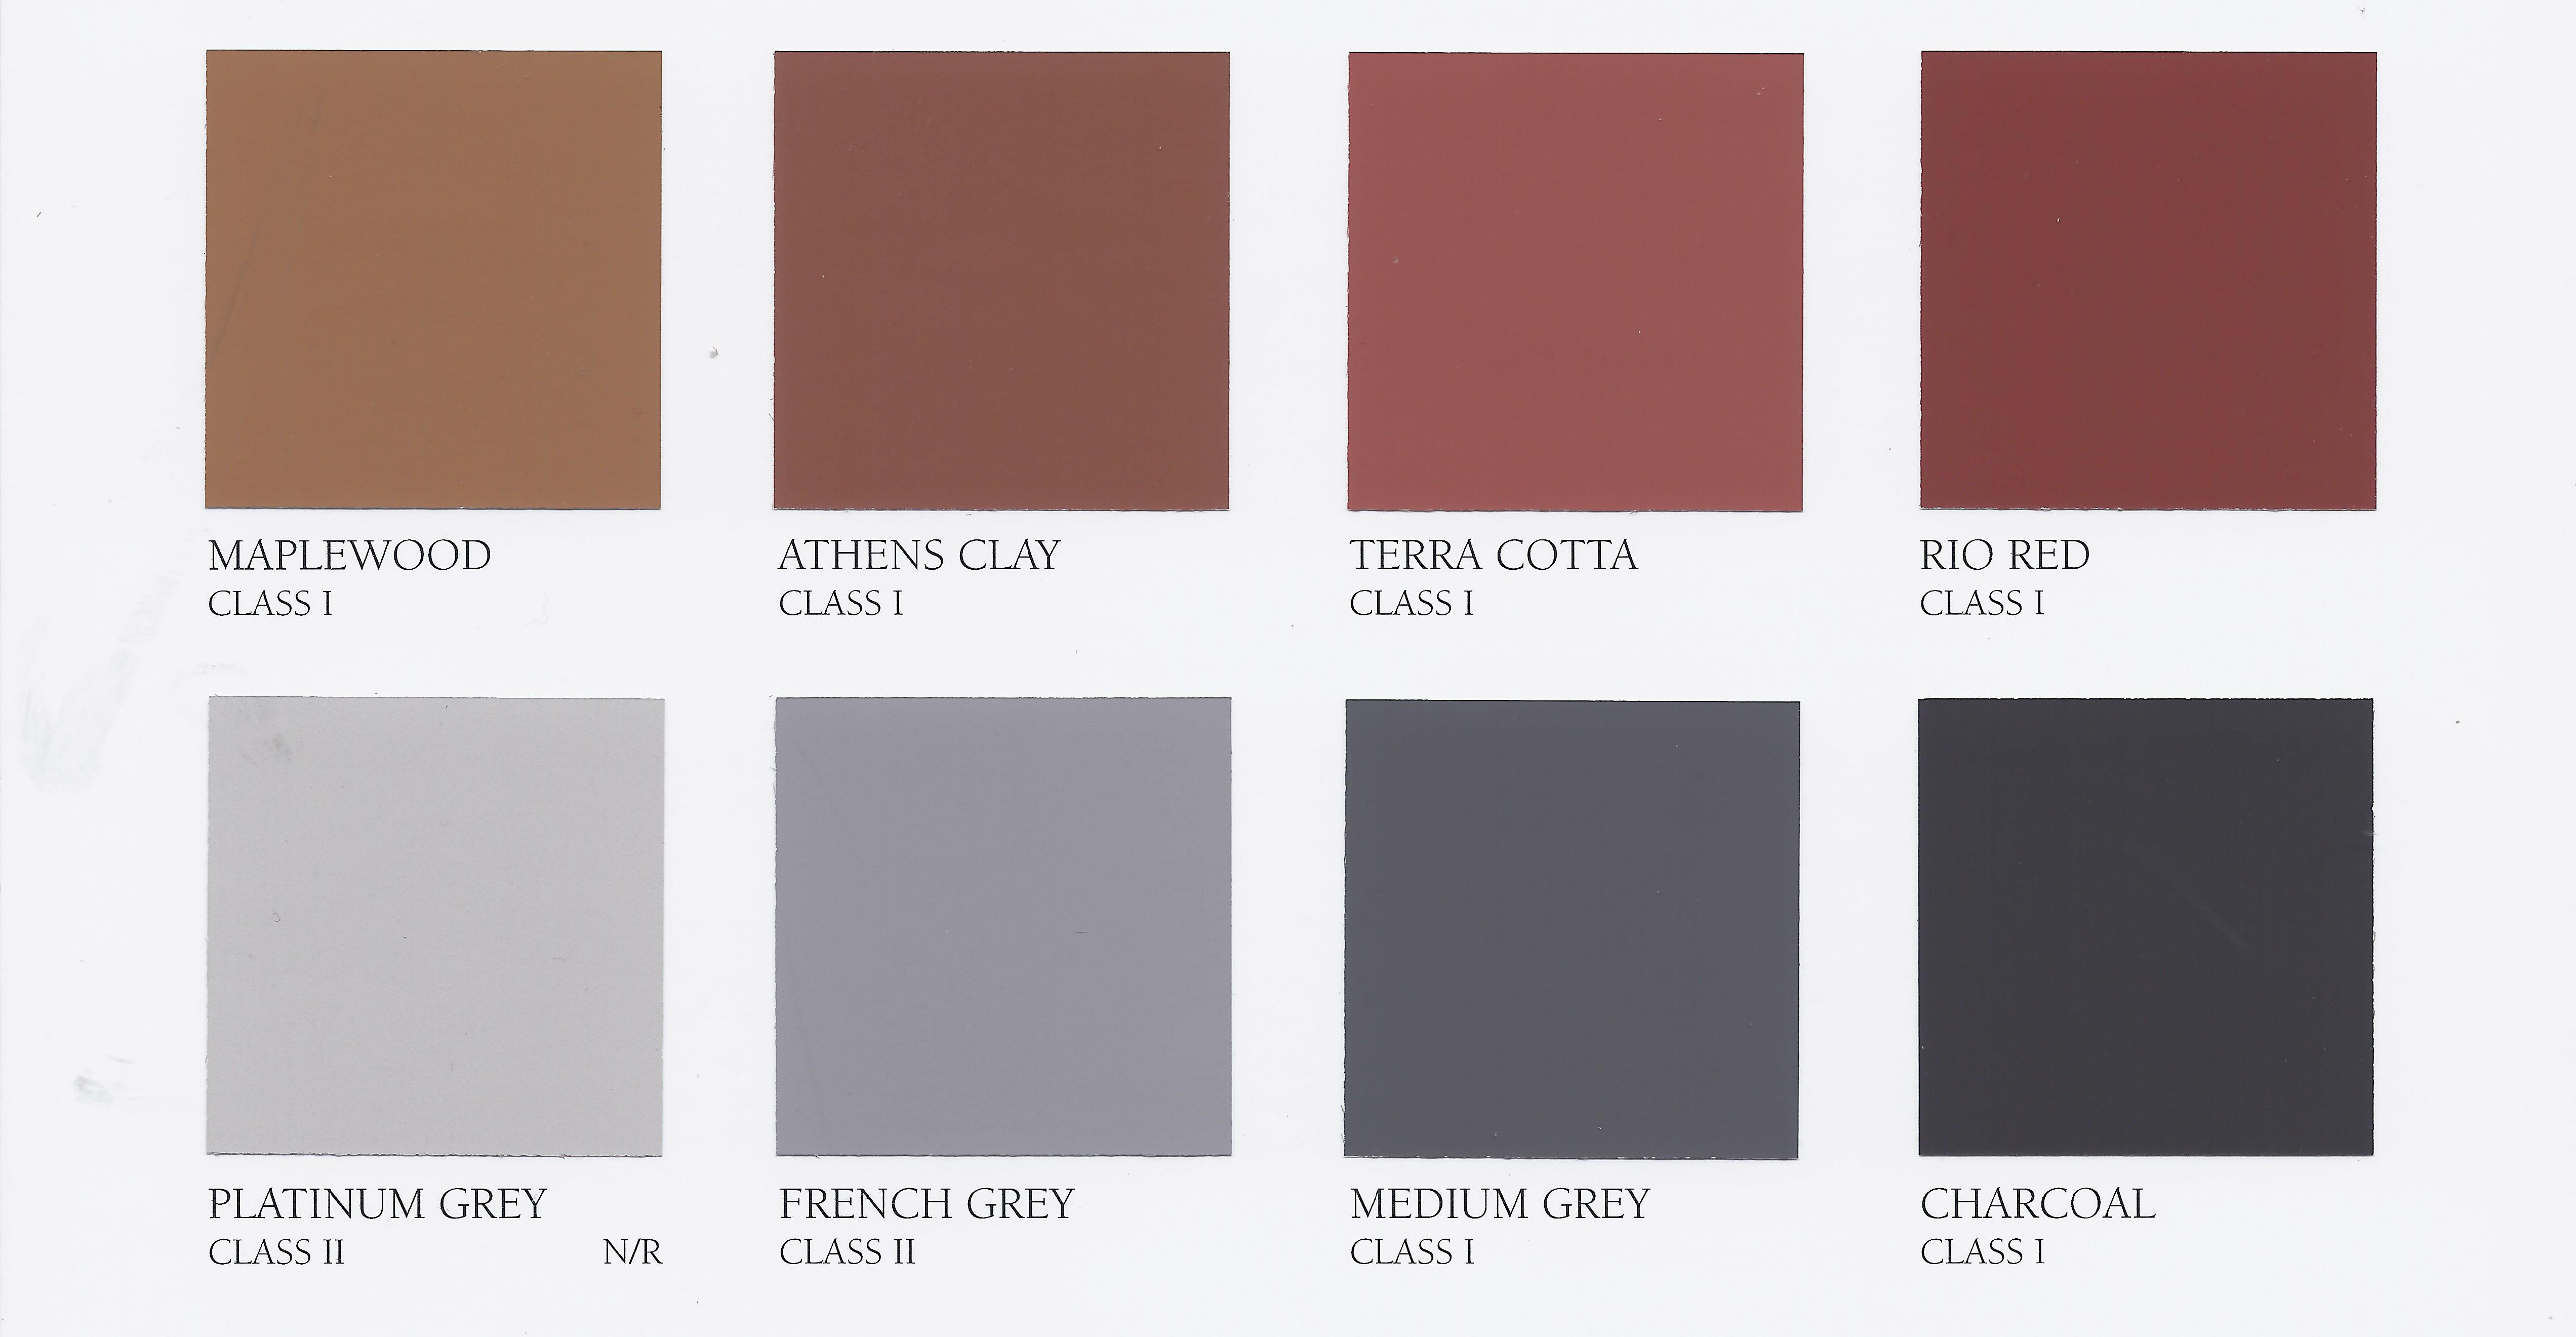 MAPLEWOOD
CLASS I
ATHENS CLAY
CLASS I
TERRA COTTA
CLASS I
RIO RED
CLASS I
PLATINUM GREY
CLASS II N/R
FRENCH GREY
CLASS II
MEDIUM GREY
CLASS I
CHARCOAL
CLASS I